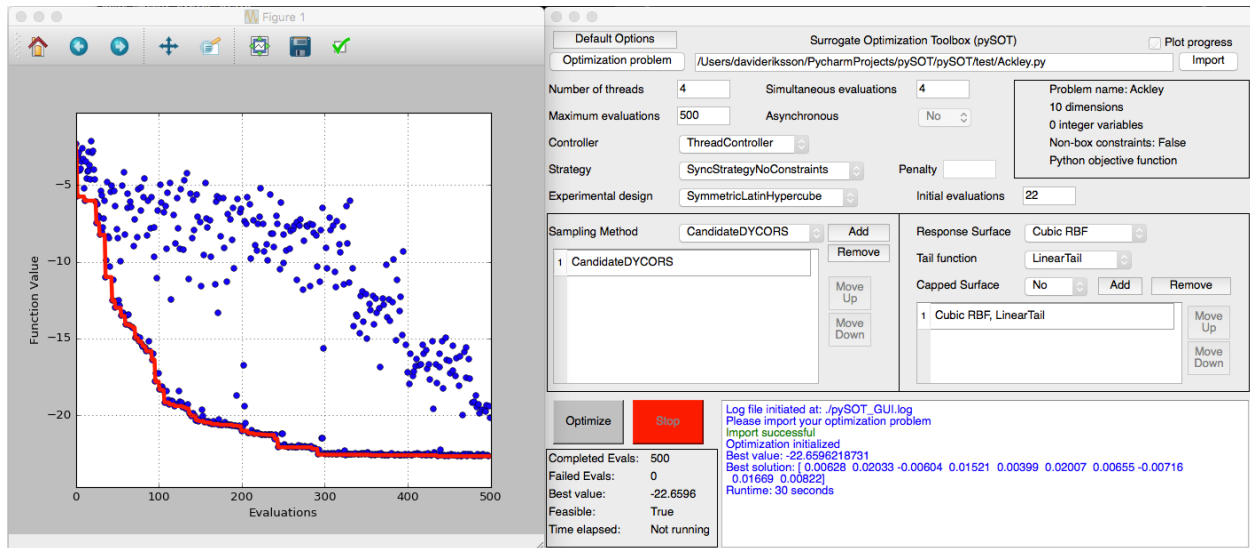 Figure 1
−5
−10
−15
−20
Function Value
0 100 200 300 400 500
Evaluations
Default Options Surrogate Optimization Toolbox (pySOT) Plot progress
Optimization problem /Users/davideriksson/PycharmProjects/pySOT/pySOT/test/Ackley.py Import
Number of threads 4 Simultaneous evaluations 4
Maximum evaluations 500 Asynchronous No
Controller ThreadController
Strategy SyncStrategyNoConstraints Penalty
Experimental design SymmetricLatinHypercube Initial evaluations 22
Problem name: Ackley
10 dimensions
0 integer variables
Non-box constraints: False
Python objective function
Sampling Method CandidateDYCORS Add
Remove
1 CandidateDYCORS
Move
Up
Move
Down
Response Surface Cubic RBF
Tail function LinearTail
Capped Surface No Add Remove
1 Cubic RBF, LinearTail
Move
Up
Move
Down
Optimize Stop
Completed Evals: 500
Failed Evals: 0
Best value: -22.6596
Feasible: True
Time elapsed: Not running
Log file initiated at: ./pySOT_GUI.log
Please import your optimization problem
Import successful
Optimization initialized
Best value: -22.6596218731
Best solution: [ 0.00628 0.02033 -0.00604 0.01521 0.00399 0.02007 0.00655 -0.00716
0.01669 0.00822]
Runtime: 30 seconds